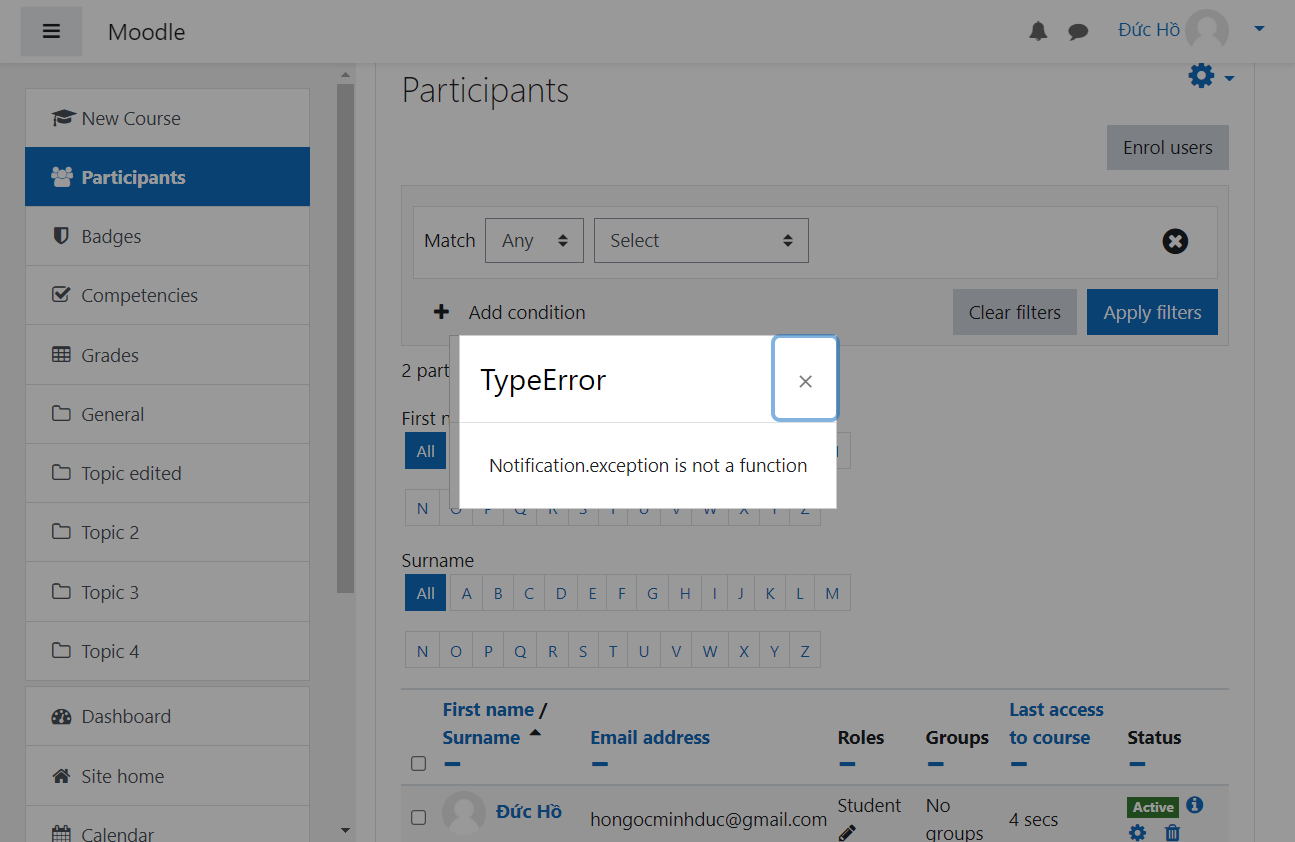 Moodle
Đức Hồ
New Course
Participants
Badges
Competencies
Grades
General
Topic edited
Topic 2
Topic 3
Topic 4
Dashboard
Site home
Calendar
Participants
Enrol users
Match Any Select
Add condition Clear filters Apply filters
2 part
TypeError
Notification.exception is not a function
First n
All
N O P Q R S T U V W X Y Z
Surname
All A B C D E F G H I J K L M
N O P Q R S T U V W X Y Z
First name / Last access
Surname Email address Roles Groups to course Status
Đức Hồ hongocminhduc@gmail.com Student No 4 secs Active
groups